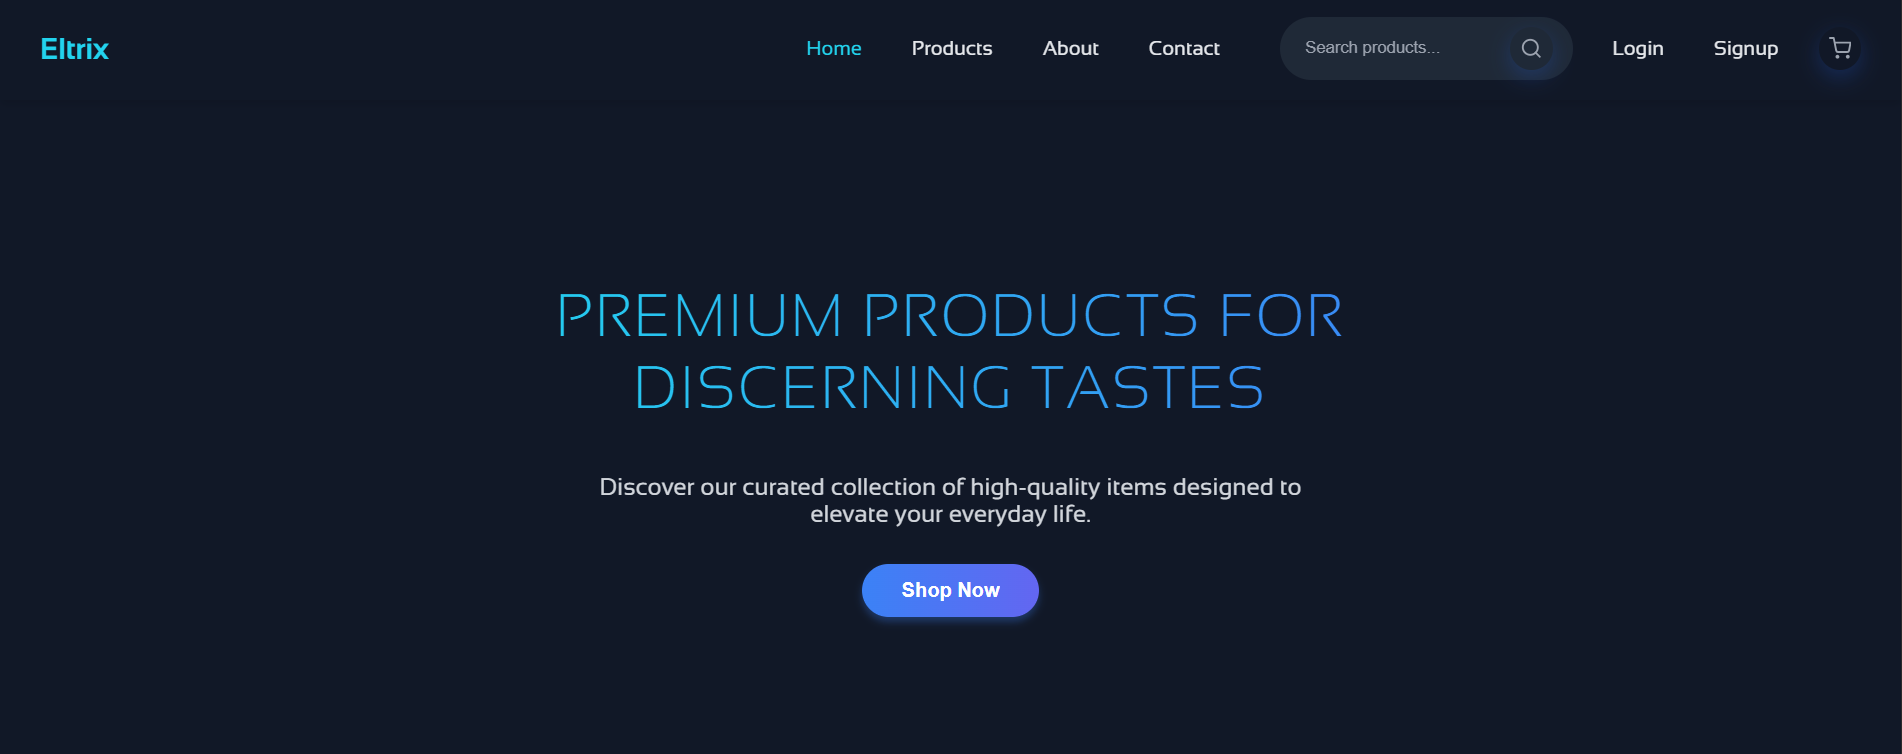 Eltrix
Home
Products
About
Contact
Search products...
Login
Signup
PREMIUM PRODUCTS FOR
DISCERNING TASTES
Discover our curated collection of high-quality items designed to
elevate your everyday life.
Shop Now